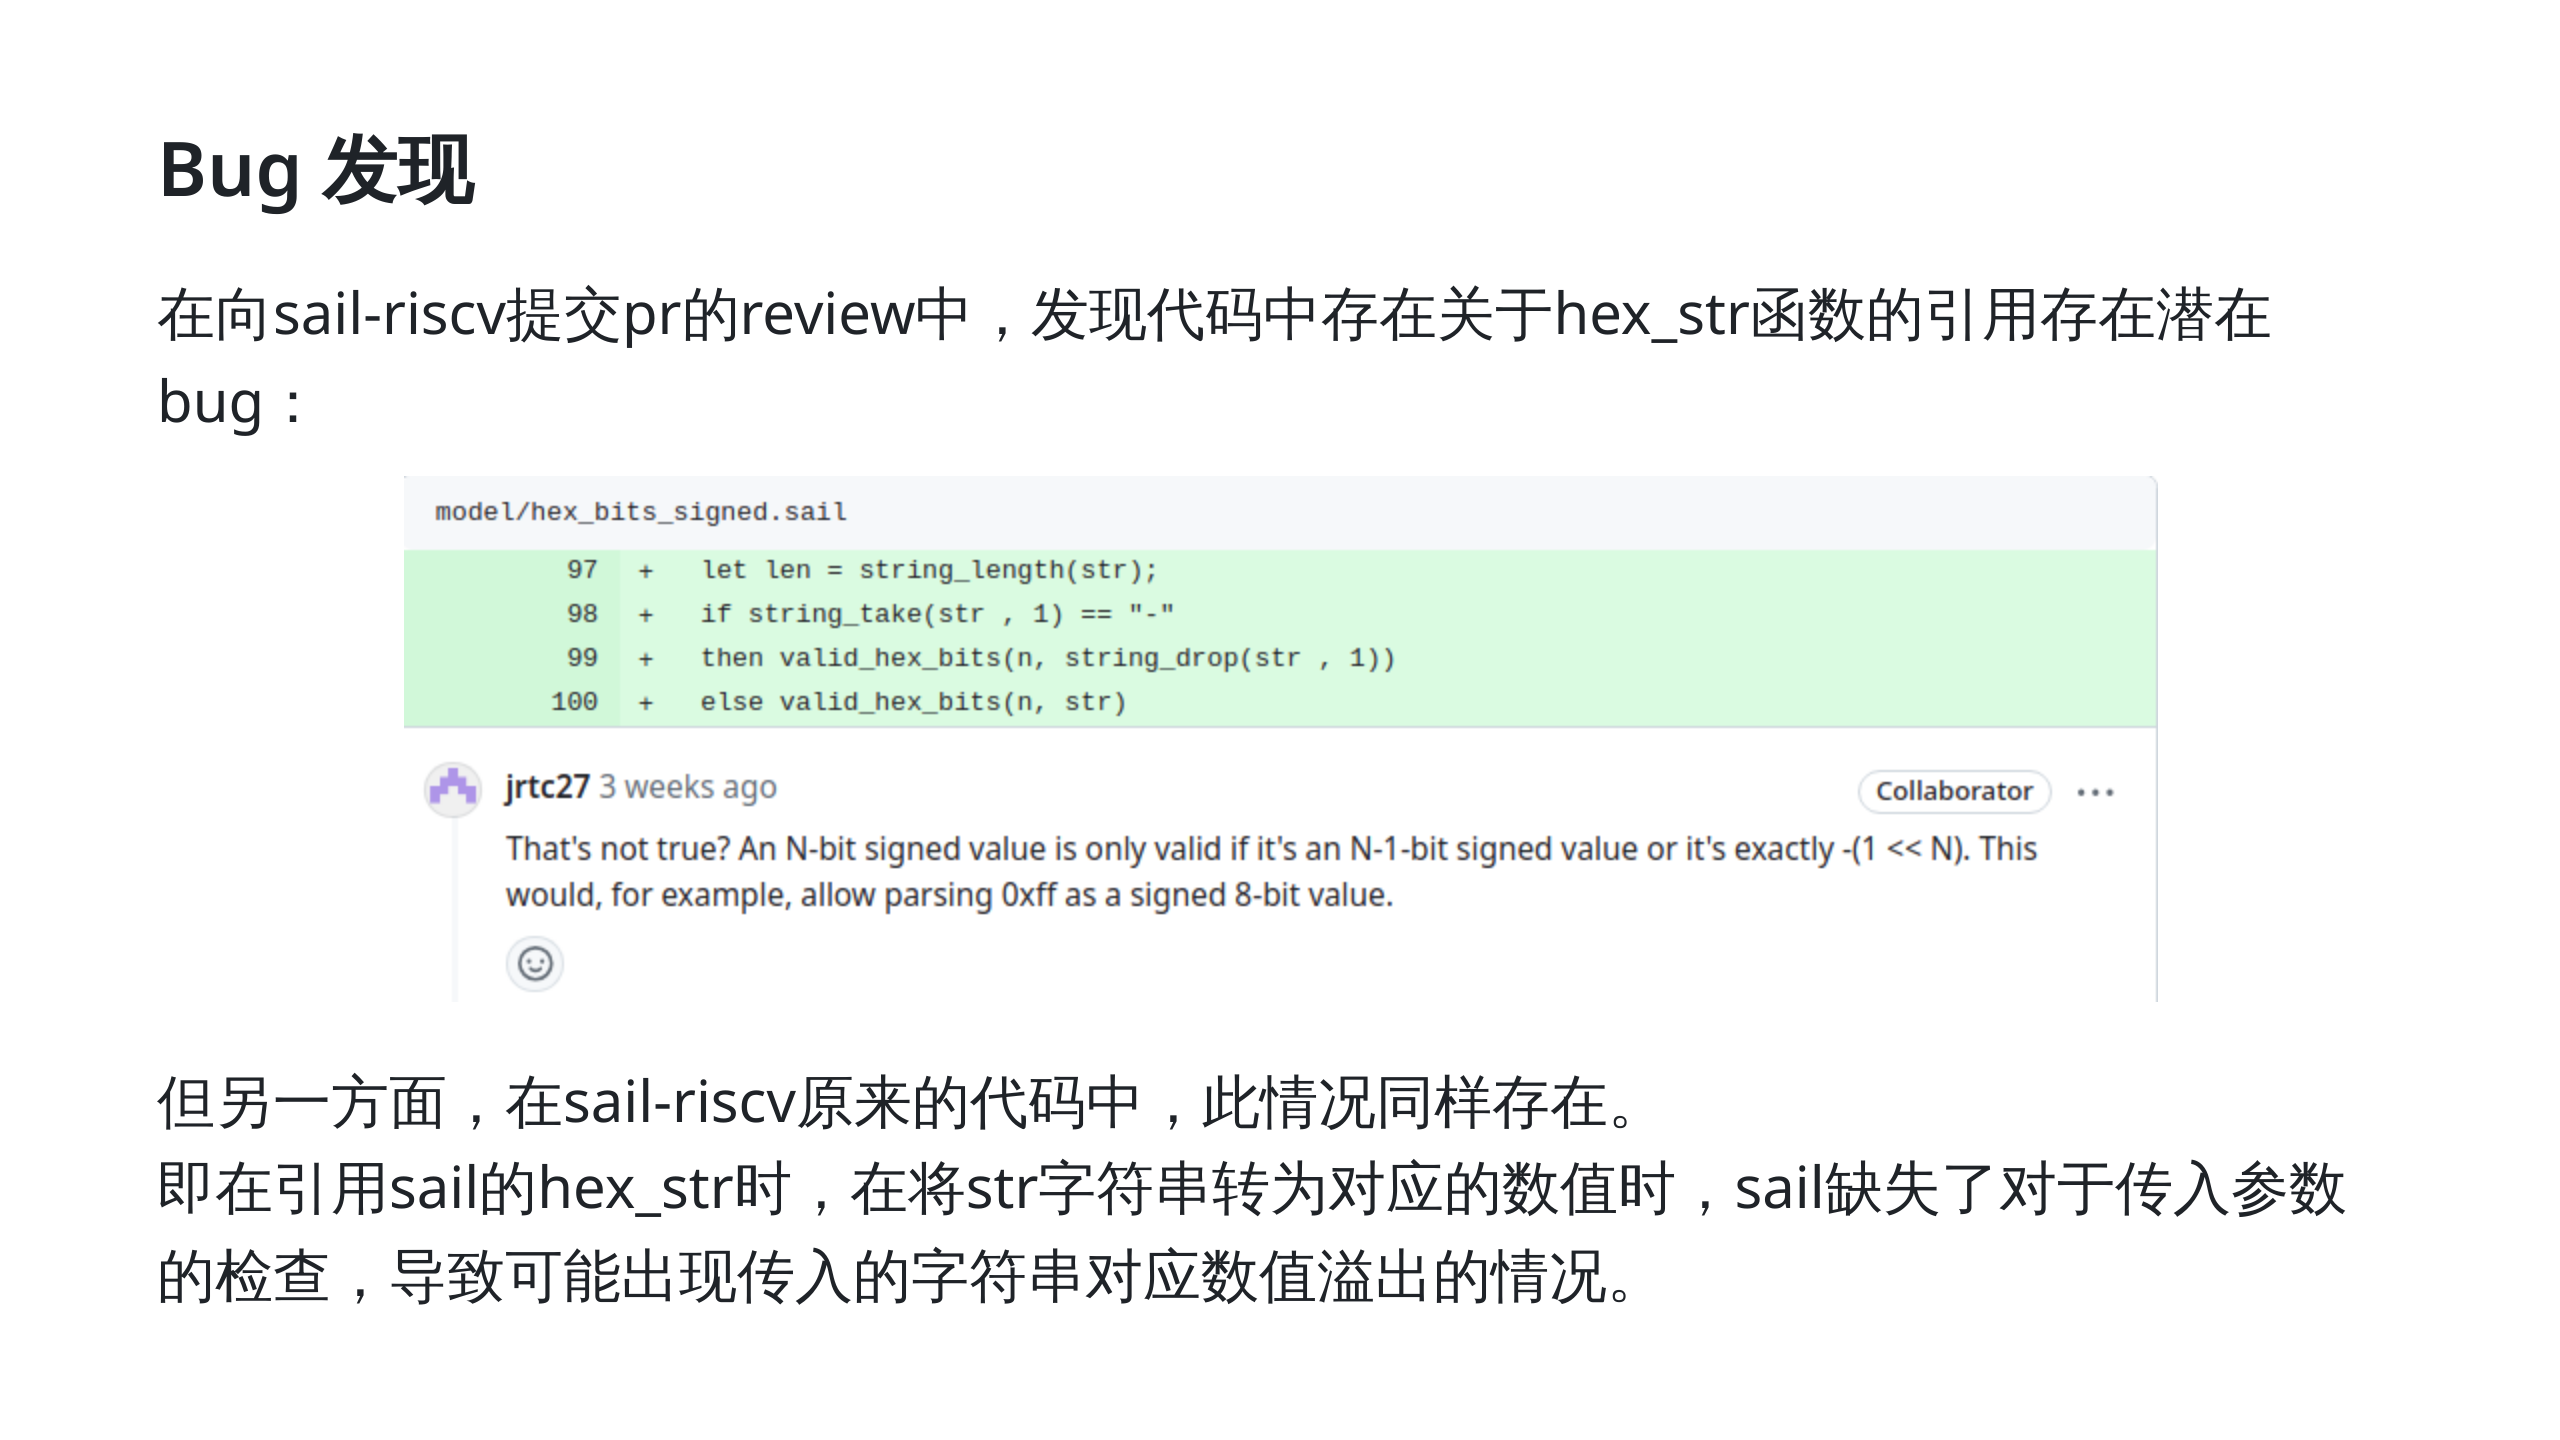 Bug 发现
在向sail-riscv提交pr的review中，发现代码中存在关于hex_str函数的引用存在潜在
bug：
model/hex_bits_signed.sail
97 + let len = string_length(str);
98 + if string_take(str , 1) == "-"
99 + then valid_hex_bits(n, string_drop(str , 1))
100 + else valid_hex_bits(n, str)
jrtc27 3 weeks ago Collaborator ···
That's not true? An N-bit signed value is only valid if it's an N-1-bit signed value or it's exactly -(1 << N). This
would, for example, allow parsing 0xff as a signed 8-bit value.
但另一方面，在sail-riscv原来的代码中，此情况同样存在。
即在引用sail的hex_str时，在将str字符串转为对应的数值时，sail缺失了对于传入参数
的检查，导致可能出现传入的字符串对应数值溢出的情况。